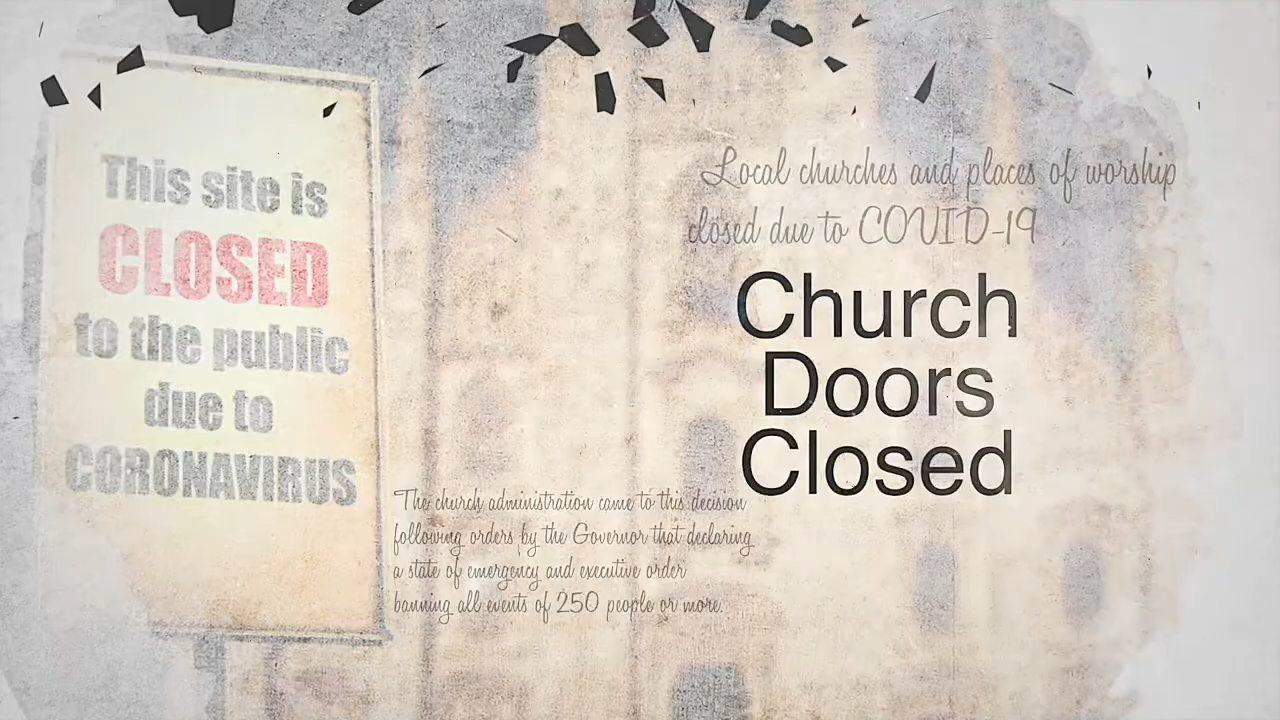 This site is
CLOSED
to the public
due to
CORONAVIRUS
Local churches and places of worship
closed due to COVID-19
Church
Doors
Closed
The church administration came to this decision
following orders by the Governor that declaring
a state of emergency and executive order
banning all events of 250 people or more.